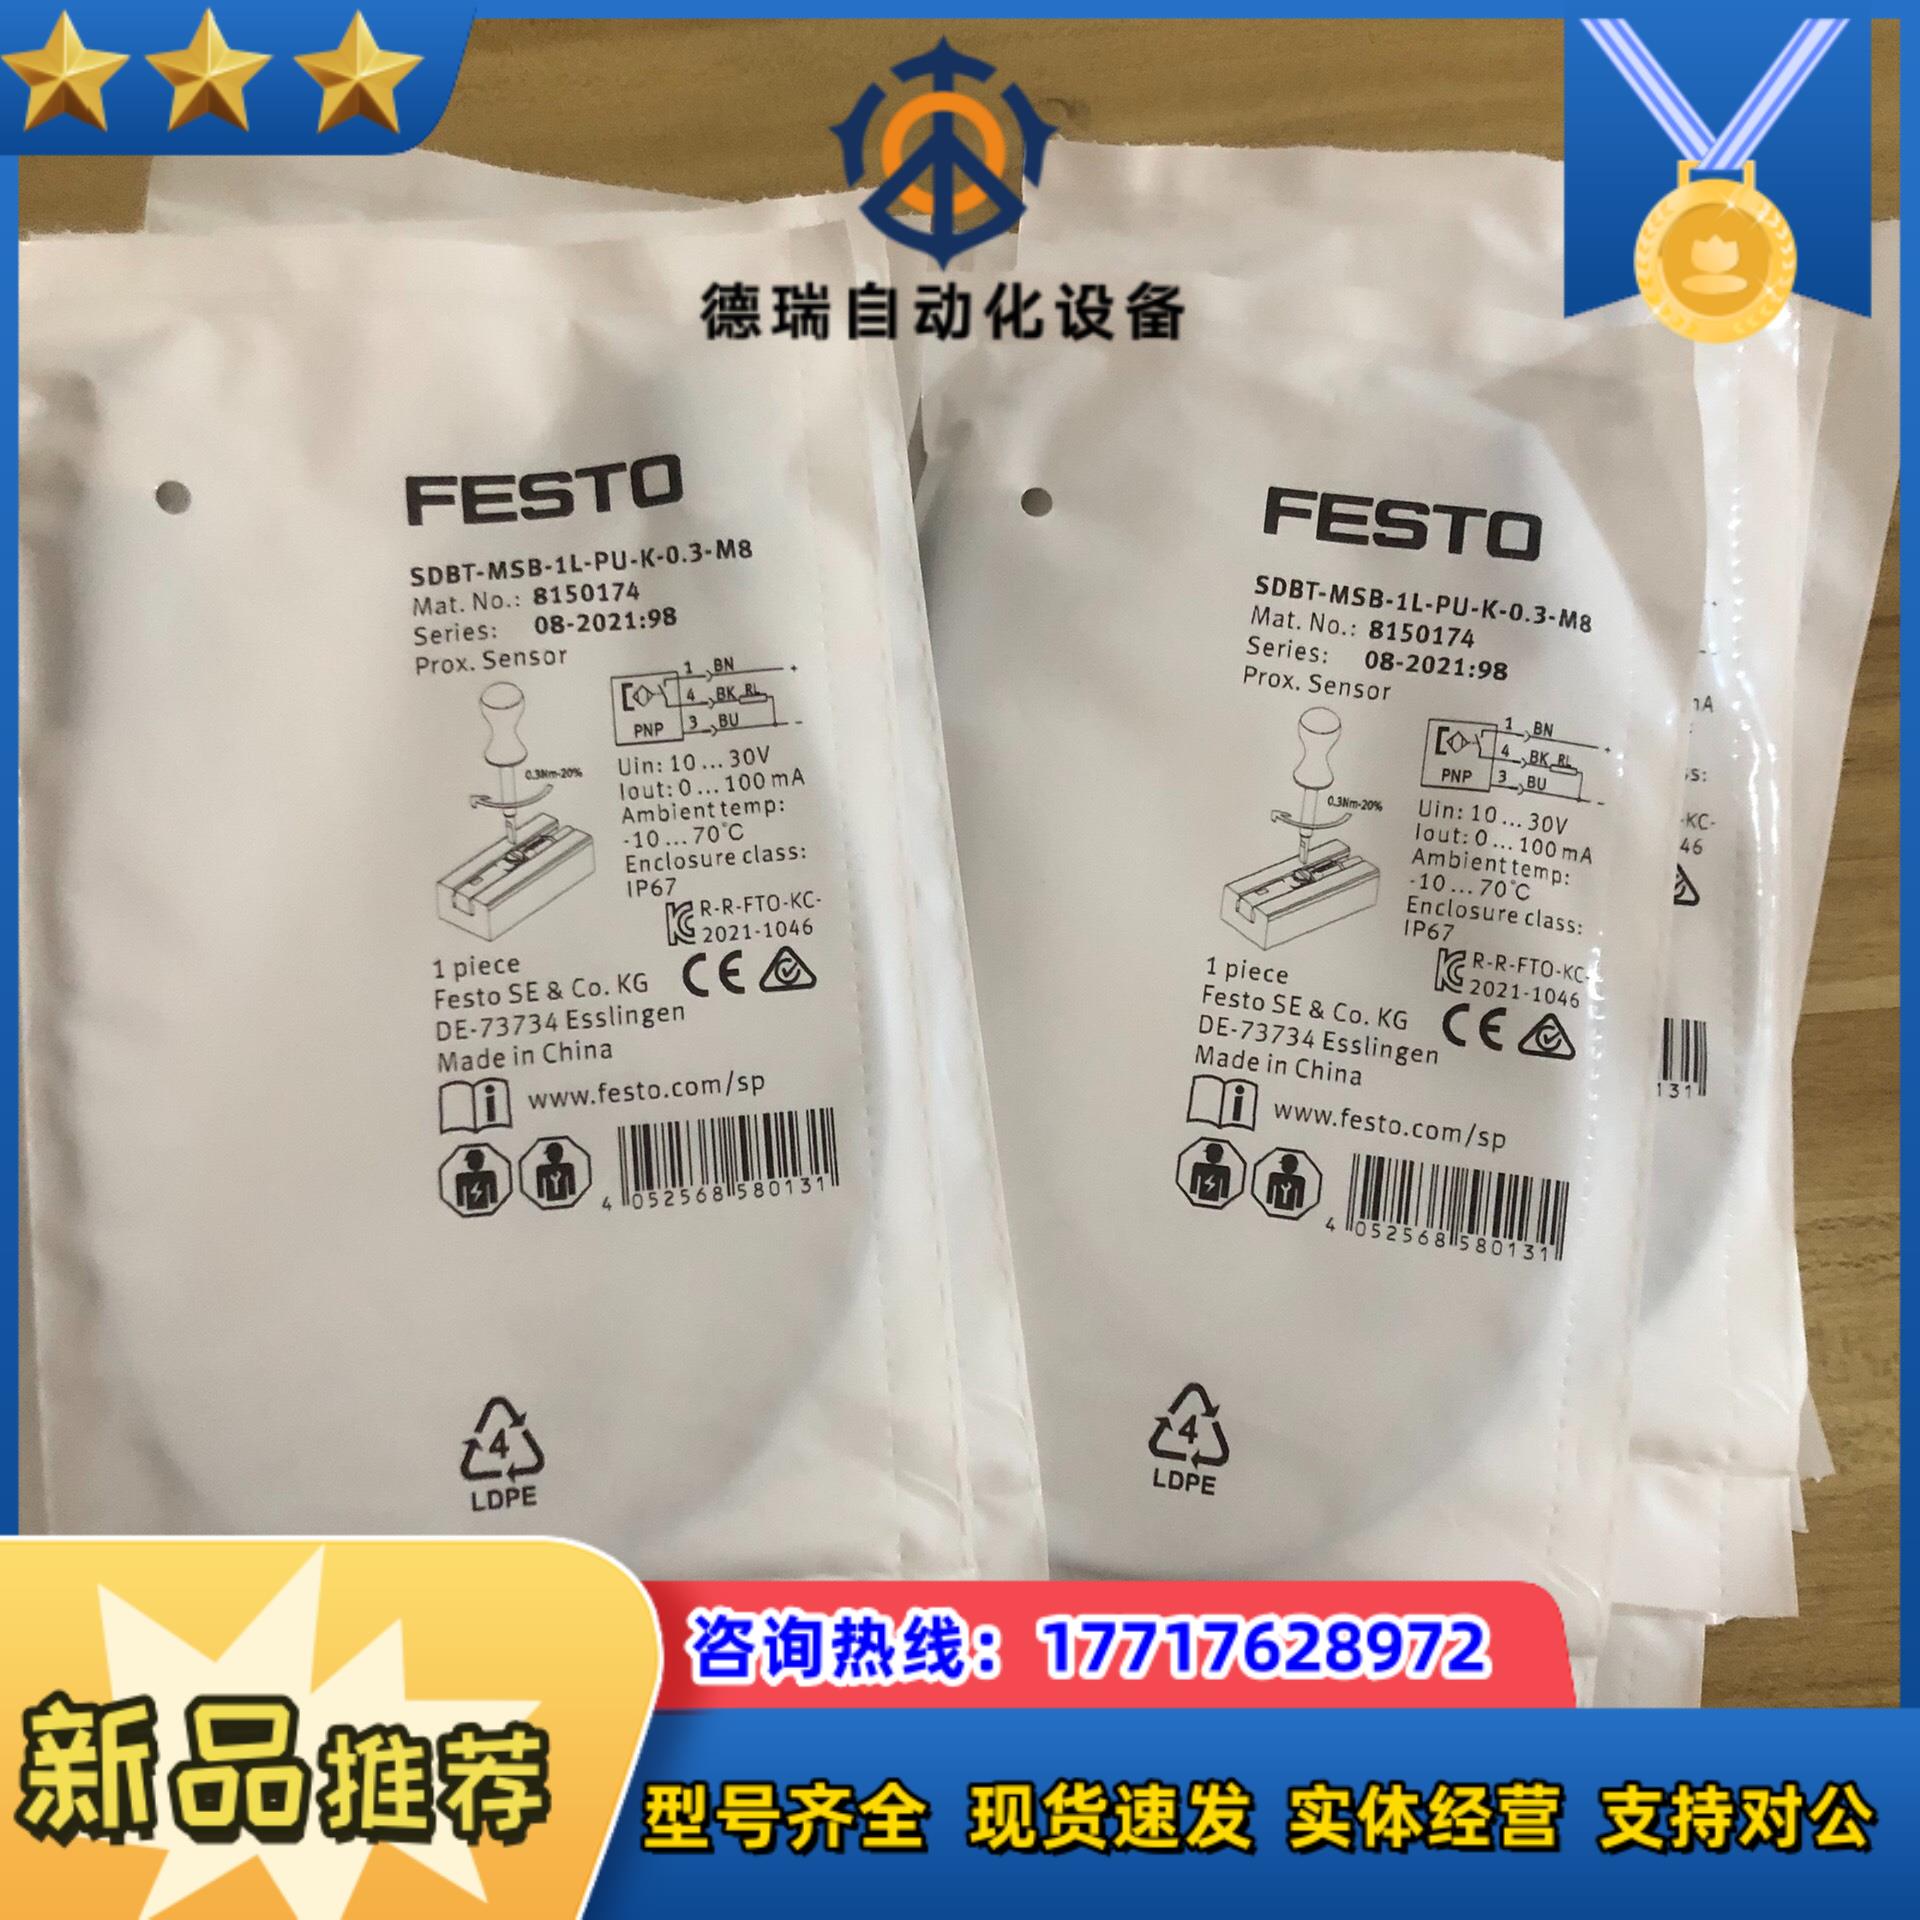 德瑞自动化设备
FESTO
SDBT-MSB-1L-PU-K-0.3-M8
Mat. No.: 8150174
Series: 08-2021:98
Prox. Sensor
1 BN +
4 BK RL
PNP 3 BU -
0.3Nm-20%
Uin: 10...30V
Iout: 0...100 mA
Ambient temp:
-10...70°C
Enclosure class:
IP67
R-R-FTO-KC-
2021-1046
1 piece
Festo SE & Co. KG
CE
DE-73734 Esslingen
Made in China
www.festo.com/sp
4 052568 580131
4
LDPE
FESTO
SDBT-MSB-1L-PU-K-0.3-M8
Mat. No.: 8150174
Series: 08-2021:98
Prox. Sensor
1 BN +
4 BK RL
PNP 3 BU -
0.3Nm-20%
Uin: 10...30V
Iout: 0...100 mA
Ambient temp:
-10...70°C
Enclosure class:
IP67
R-R-FTO-KC-
2021-1046
1 piece
Festo SE & Co. KG
CE
DE-73734 Esslingen
Made in China
www.festo.com/sp
4 052568 580131
4
LDPE
-KC-
46
131
咨询热线：17717628972
新品推荐
型号齐全 现货速发 实体经营 支持对公